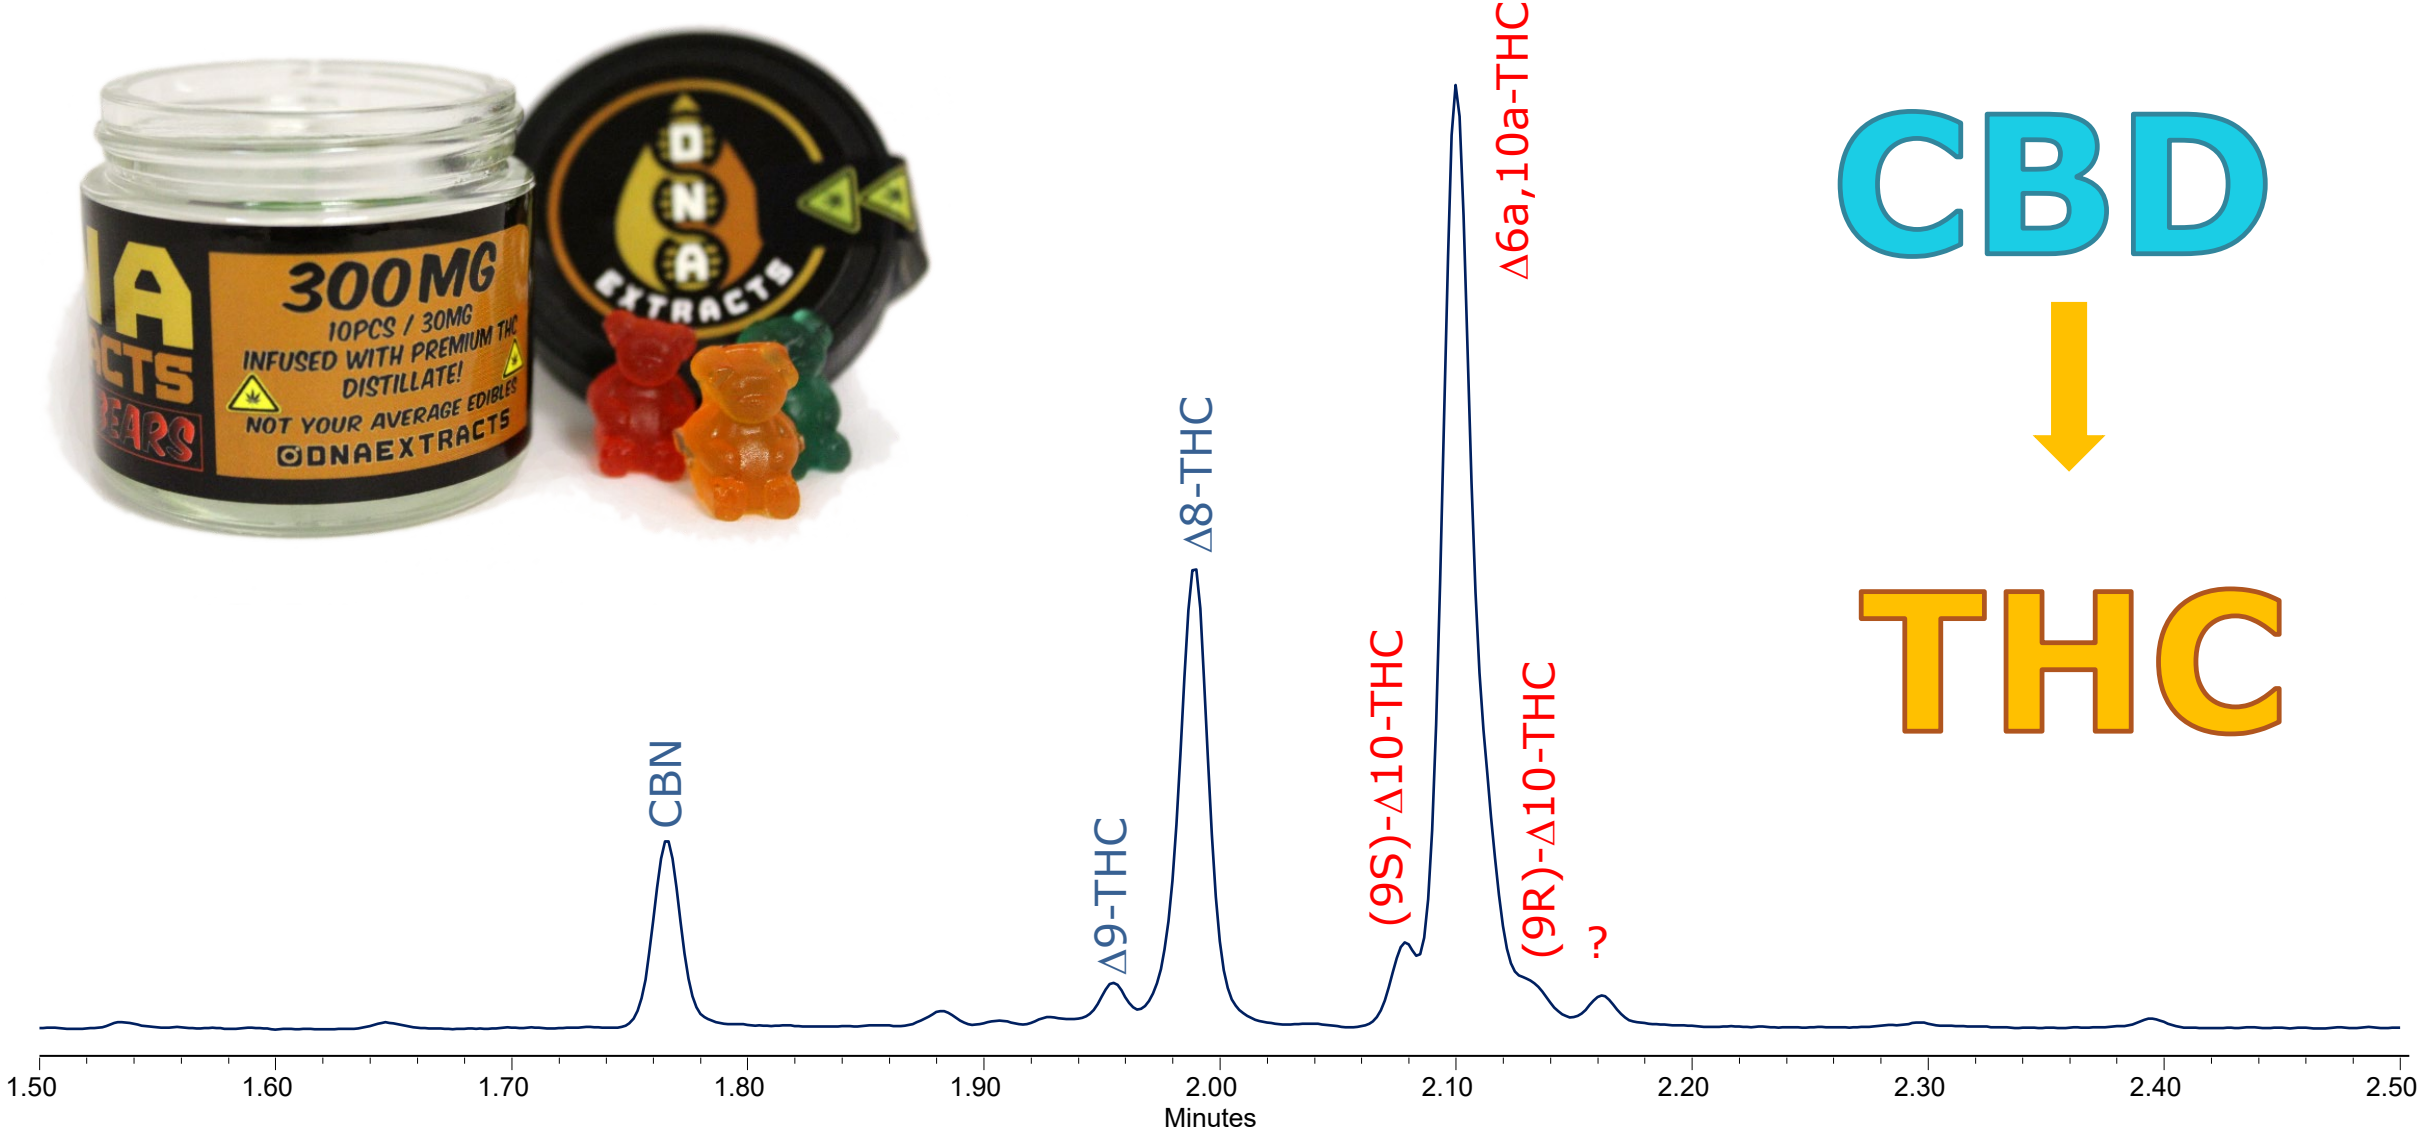 A
ACTS
BEARS
300MG
10PCS / 30MG
INFUSED WITH PREMIUM THC
DISTILLATE!
NOT YOUR AVERAGE EDIBLES
@DNAEXTRACTS
D
N
A
EXTRACTS
CBN
Δ9-THC
Δ8-THC
(9S)-Δ10-THC
Δ6a,10a-THC
(9R)-Δ10-THC
?
CBD
THC
1.50 1.60 1.70 1.80 1.90 2.00 2.10 2.20 2.30 2.40 2.50
Minutes